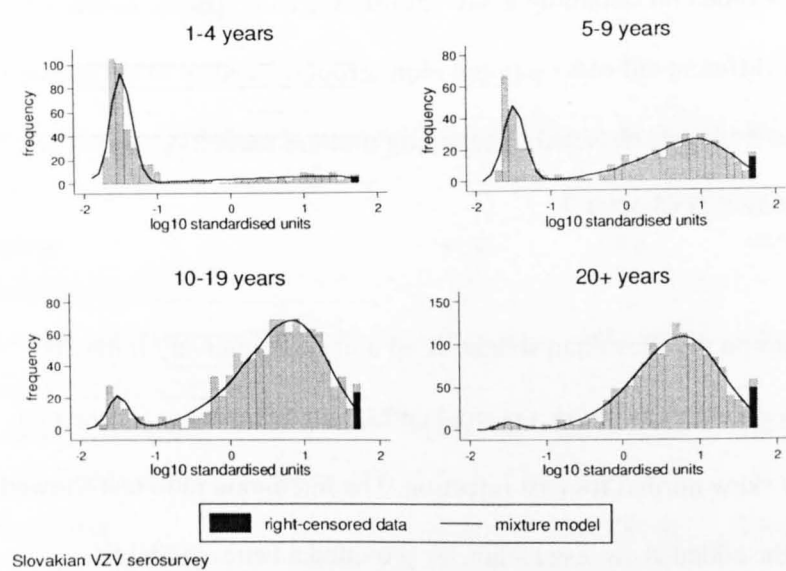 1-4 years
frequency
100
80
60
40
20
0
-2 -1 0 1 2
log10 standardised units
5-9 years
frequency
80
60
40
20
0
-2 -1 0 1 2
log10 standardised units
10-19 years
frequency
80
60
40
20
0
-2 -1 0 1 2
log10 standardised units
20+ years
frequency
150
100
50
0
-2 -1 0 1 2
log10 standardised units
right-censored data mixture model
Slovakian VZV serosurvey